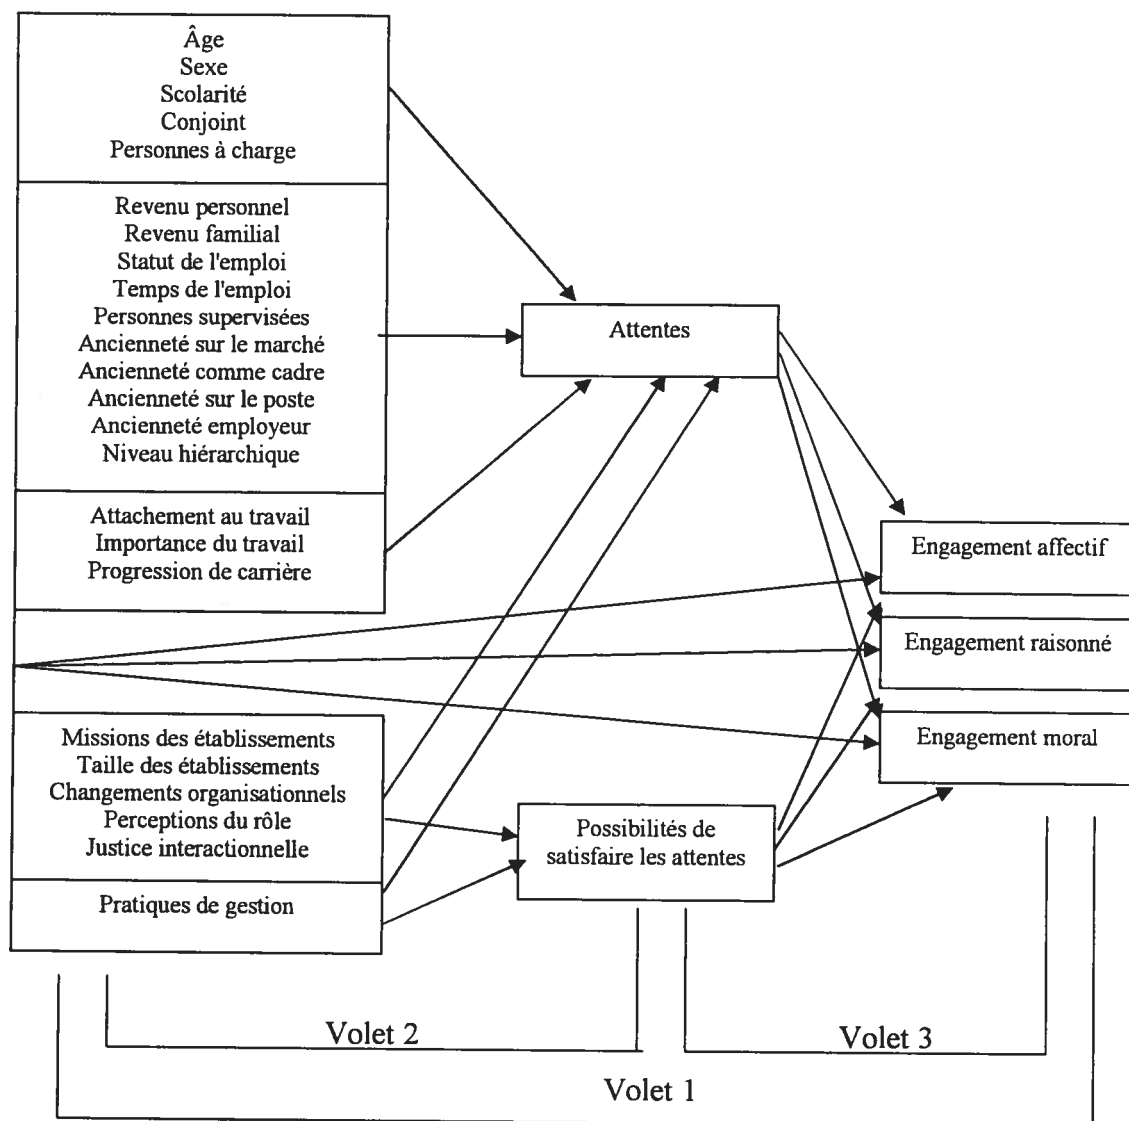 Âge
Sexe
Scolarité
Conjoint
Personnes à charge
Revenu personnel
Revenu familial
Statut de l'emploi
Temps de l'emploi
Personnes supervisées
Ancienneté sur le marché
Ancienneté comme cadre
Ancienneté sur le poste
Ancienneté employeur
Niveau hiérarchique
Attachement au travail
Importance du travail
Progression de carrière
Missions des établissements
Taille des établissements
Changements organisationnels
Perceptions du rôle
Justice interactionnelle
Pratiques de gestion
Attentes
Possibilités de
satisfaire les attentes
Engagement affectif
Engagement raisonné
Engagement moral
Volet 2
Volet 3
Volet 1